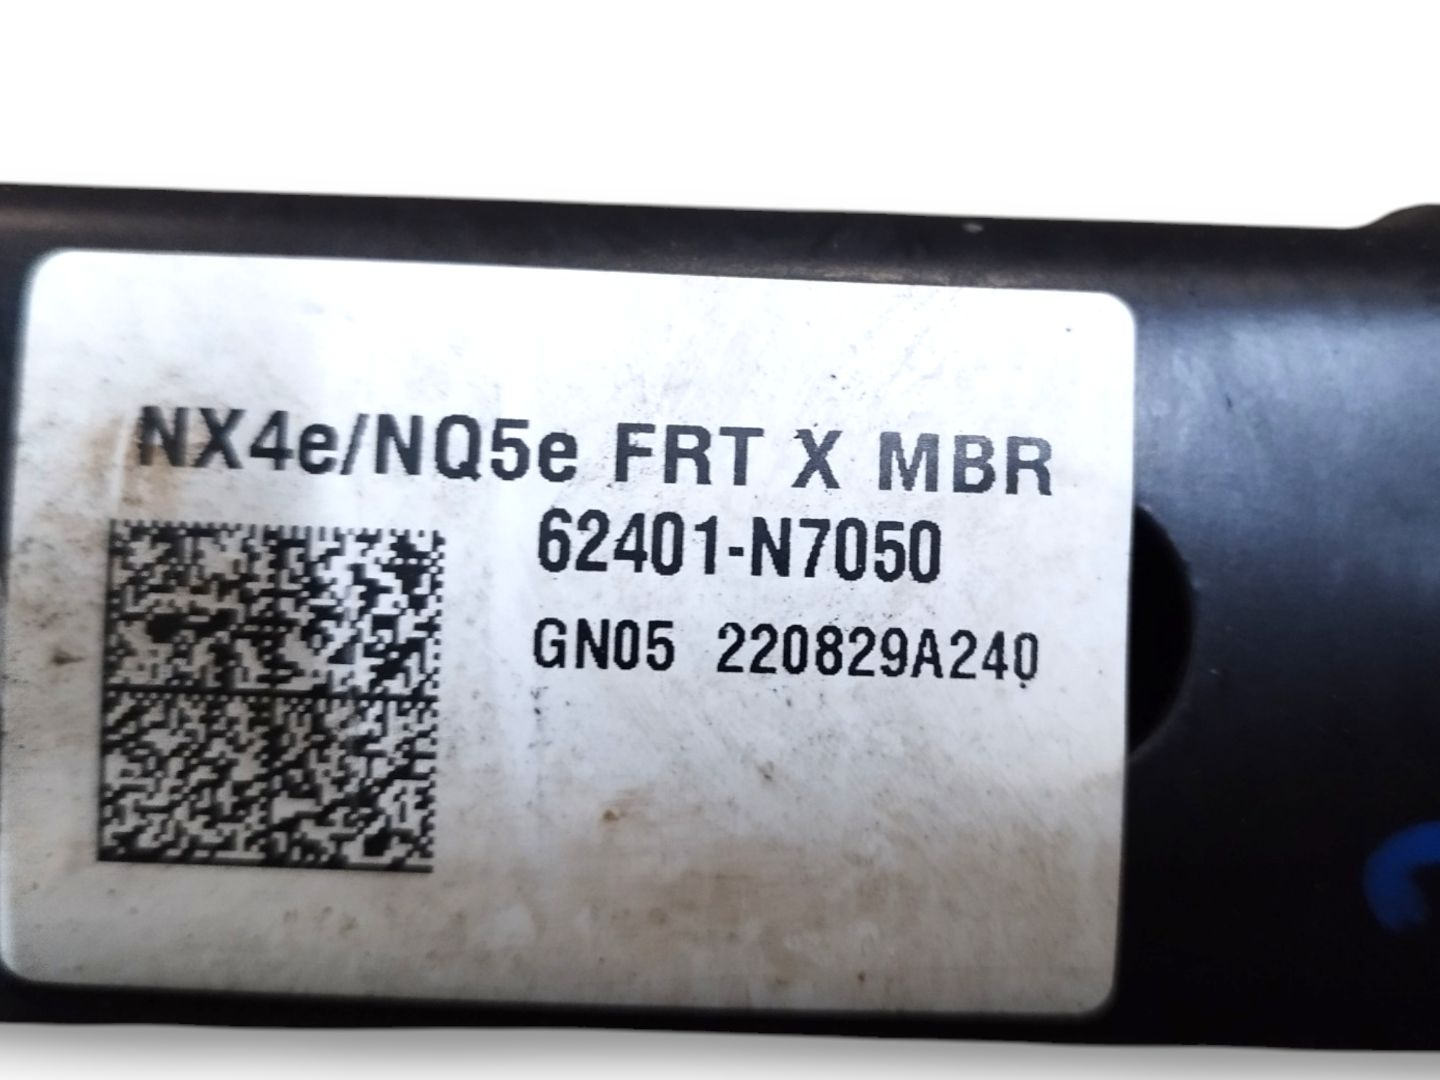 NX4e/NQ5e FRT X MBR
62401-N7050
GN05 220829A240